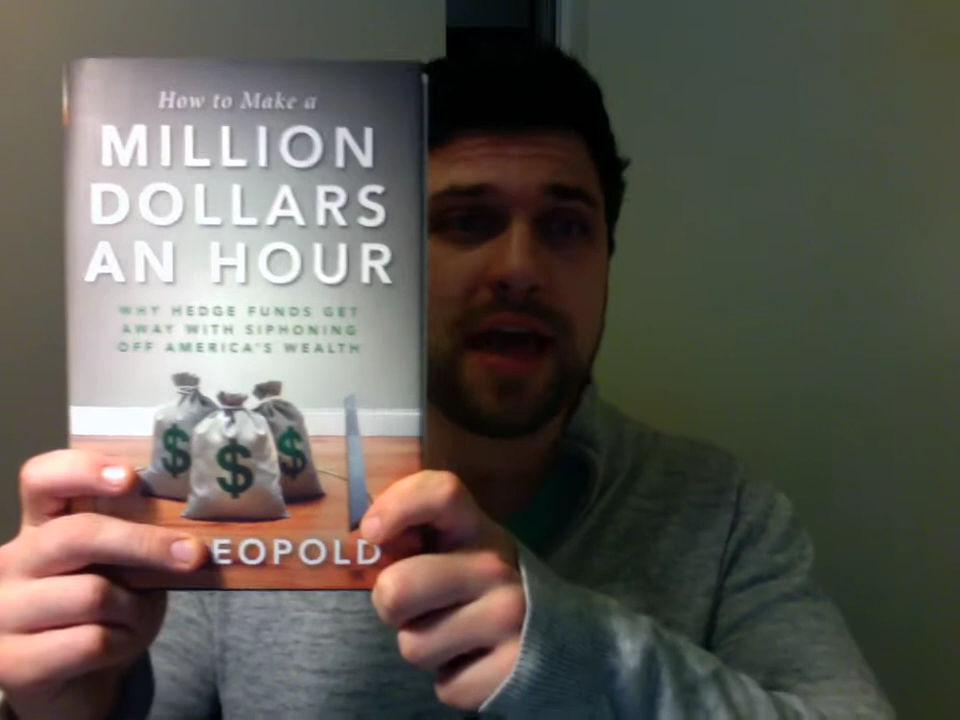 How to Make a
MILLION
DOLLARS
AN HOUR
WHY HEDGE FUNDS GET
AWAY WITH SIPHONING
OFF AMERICA'S WEALTH
$ $ $
EOPOLD